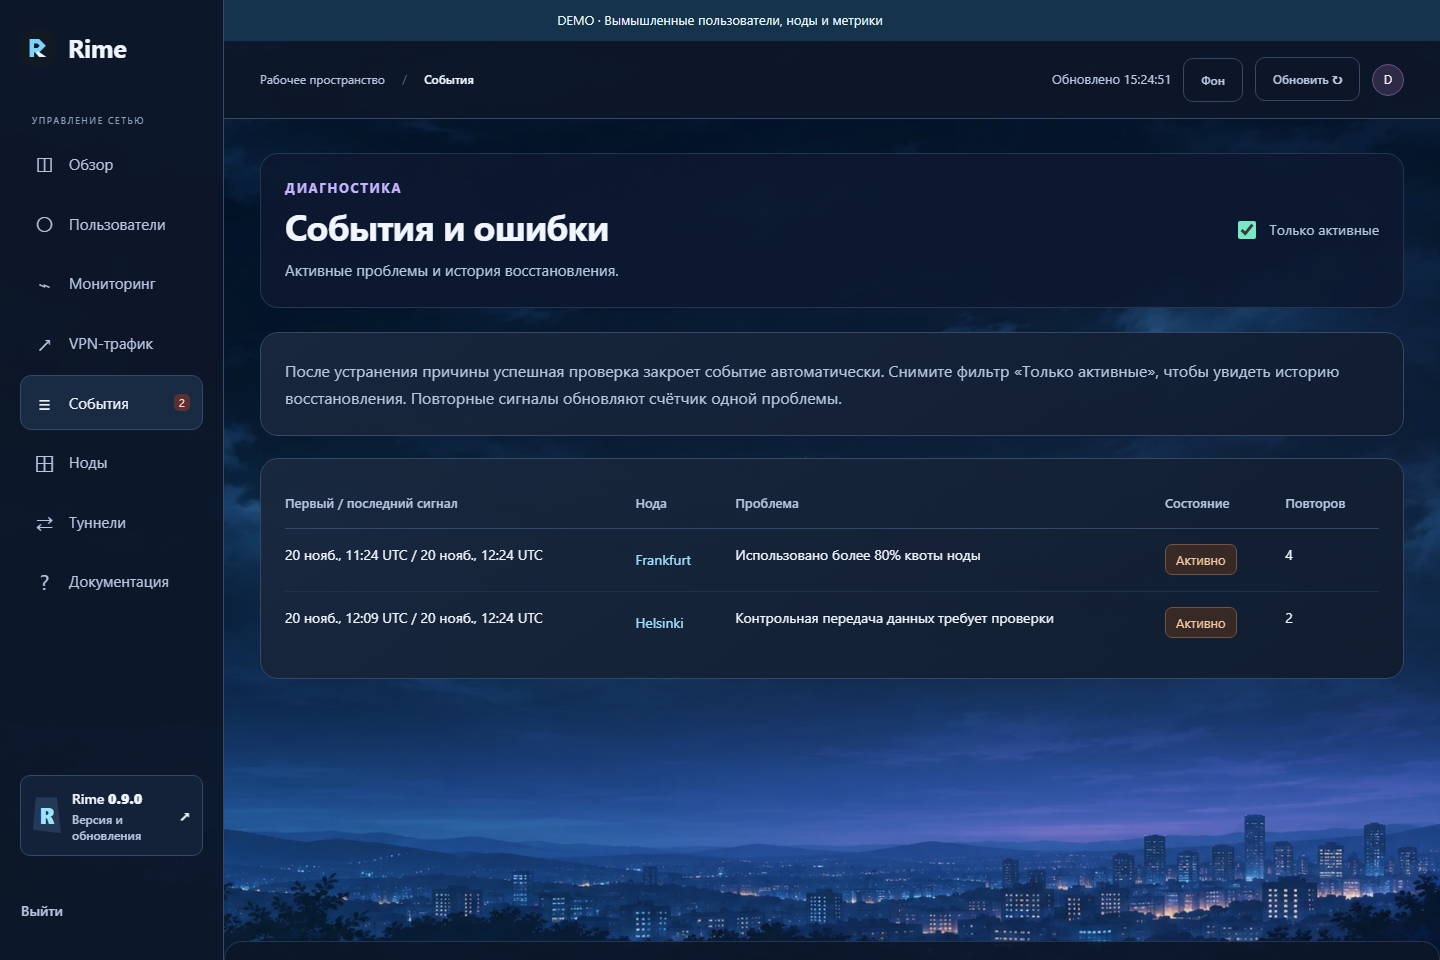 DEMO · Вымышленные пользователи, ноды и метрики
R Rime
УПРАВЛЕНИЕ СЕТЬЮ
Обзор
Пользователи
Мониторинг
VPN-трафик
События 2
Ноды
Туннели
? Документация
R Rime 0.9.0
Версия и
обновления
Выйти
Рабочее пространство / События
Обновлено 15:24:51 Фон Обновить ↻ D
ДИАГНОСТИКА
События и ошибки
Активные проблемы и история восстановления.
Только активные
После устранения причины успешная проверка закроет событие автоматически. Снимите фильтр «Только активные», чтобы увидеть историю
восстановления. Повторные сигналы обновляют счётчик одной проблемы.
Первый / последний сигнал Нода Проблема Состояние Повторов
20 нояб., 11:24 UTC / 20 нояб., 12:24 UTC Frankfurt Использовано более 80% квоты ноды Активно 4
20 нояб., 12:09 UTC / 20 нояб., 12:24 UTC Helsinki Контрольная передача данных требует проверки Активно 2